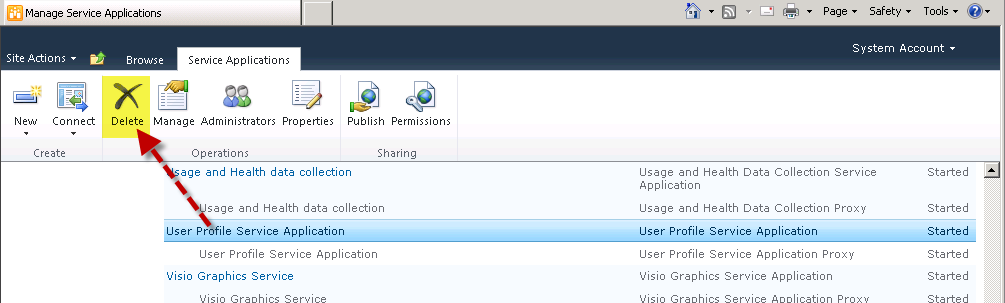 Manage Service Applications
Page Safety Tools
System Account
Site Actions Browse Service Applications
New Connect Delete Manage Administrators Properties Publish Permissions
Create Operations Sharing
Usage and Health data collection Usage and Health Data Collection Service Application Started
Usage and Health data collection Usage and Health Data Collection Proxy Started
User Profile Service Application User Profile Service Application Started
User Profile Service Application User Profile Service Application Proxy Started
Visio Graphics Service Visio Graphics Service Application Started
Visio Graphics Service Visio Graphics Service Application Proxy Started